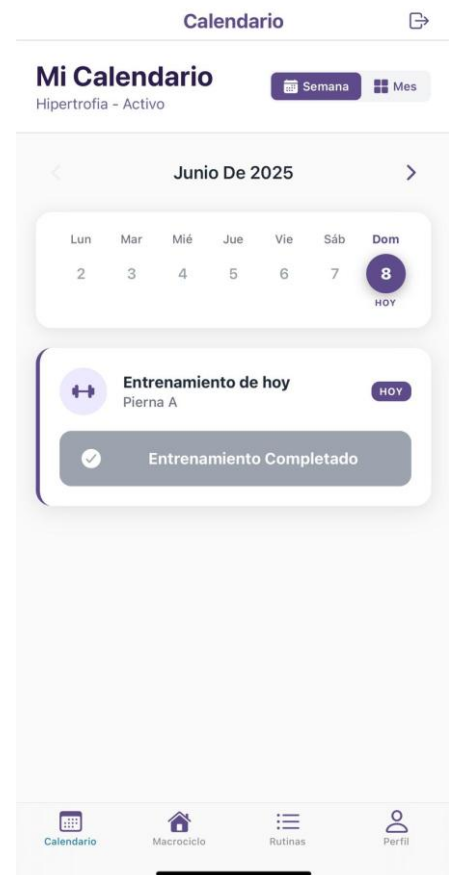 Calendario
Mi Calendario
Hipertrofia - Activo
Semana
Mes
Junio De 2025
Lun Mar Mié Jue Vie Sáb Dom
2 3 4 5 6 7 8
HOY
Entrenamiento de hoy
Pierna A
HOY
Entrenamiento Completado
Calendario Macrociclo Rutinas Perfil